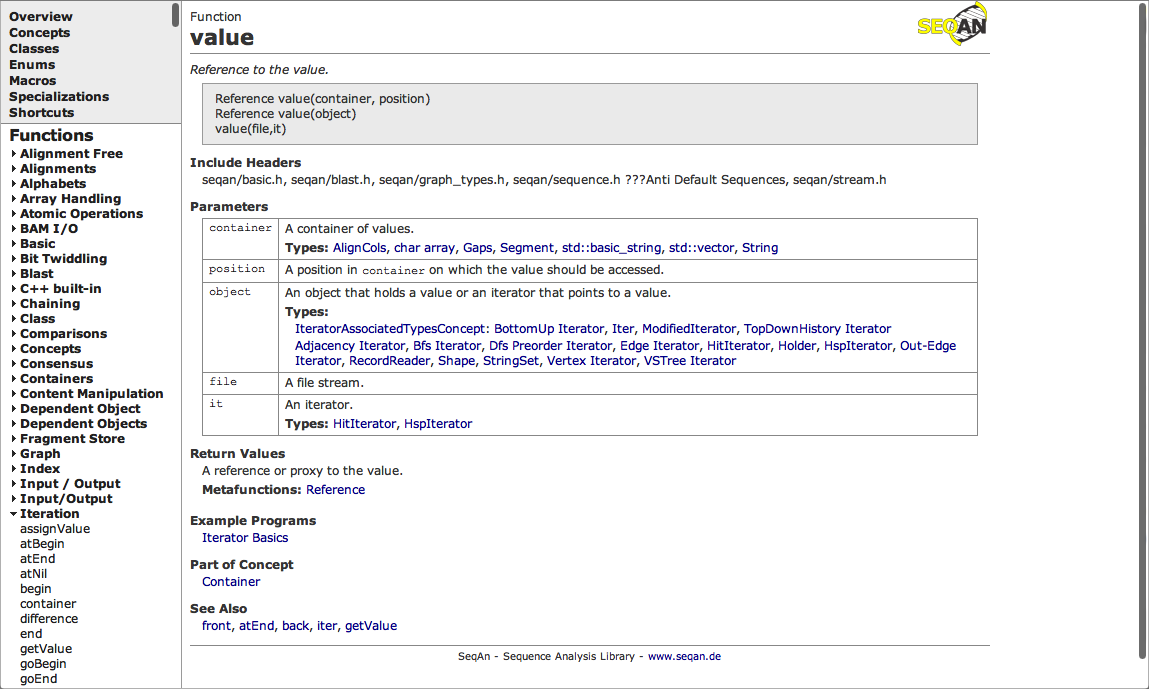 Overview
Concepts
Classes
Enums
Macros
Specializations
Shortcuts
Functions
Alignment Free
Alignments
Alphabets
Array Handling
Atomic Operations
BAM I/O
Basic
Bit Twiddling
Blast
C++ built-in
Chaining
Class
Comparisons
Concepts
Consensus
Containers
Content Manipulation
Dependent Object
Dependent Objects
Fragment Store
Graph
Index
Input / Output
Input/Output
Iteration
assignValue
atBegin
atEnd
atNil
begin
container
difference
end
getValue
goBegin
goEnd
Function
value
SEQAN
Reference to the value.
Reference value(container, position)
Reference value(object)
value(file,it)
Include Headers
seqan/basic.h, seqan/blast.h, seqan/graph_types.h, seqan/sequence.h ???Anti Default Sequences, seqan/stream.h
Parameters
container A container of values.
Types: AlignCols, char array, Gaps, Segment, std::basic_string, std::vector, String
position A position in container on which the value should be accessed.
object An object that holds a value or an iterator that points to a value.
Types:
IteratorAssociatedTypesConcept: BottomUp Iterator, Iter, ModifiedIterator, TopDownHistory Iterator
Adjacency Iterator, Bfs Iterator, Dfs Preorder Iterator, Edge Iterator, HitIterator, Holder, HspIterator, Out-Edge
Iterator, RecordReader, Shape, StringSet, Vertex Iterator, VSTree Iterator
file A file stream.
it An iterator.
Types: HitIterator, HspIterator
Return Values
A reference or proxy to the value.
Metafunctions: Reference
Example Programs
Iterator Basics
Part of Concept
Container
See Also
front, atEnd, back, iter, getValue
SeqAn - Sequence Analysis Library - www.seqan.de